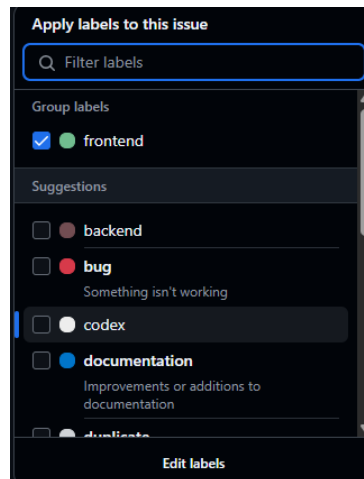 Apply labels to this issue
Filter labels
Group labels
frontend
Suggestions
backend
bug
Something isn't working
codex
documentation
Improvements or additions to
documentation
duplicate
Edit labels